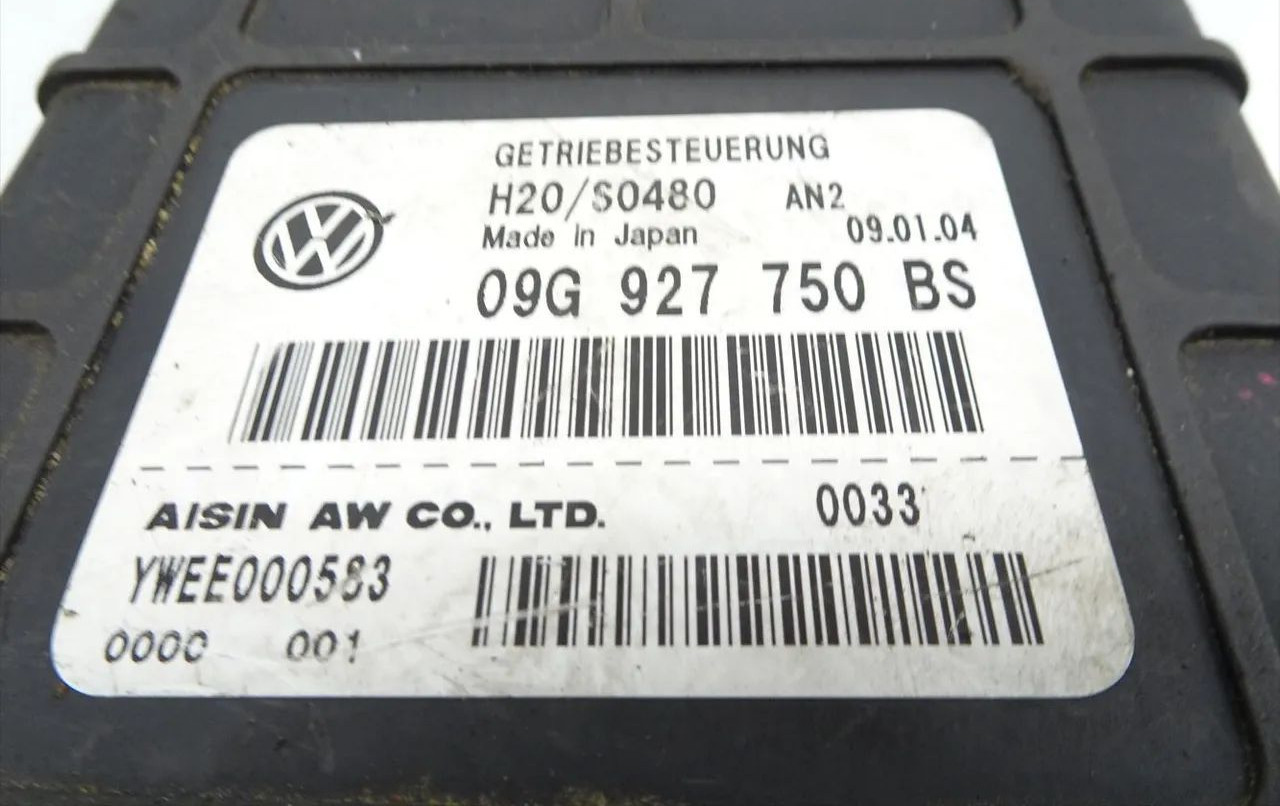 GETRIEBESTEUERUNG
H20/S0480 AN2
Made in Japan 09.01.04
09G 927 750 BS
AISIN AW CO., LTD. 0033
YWEE000583
0000 001